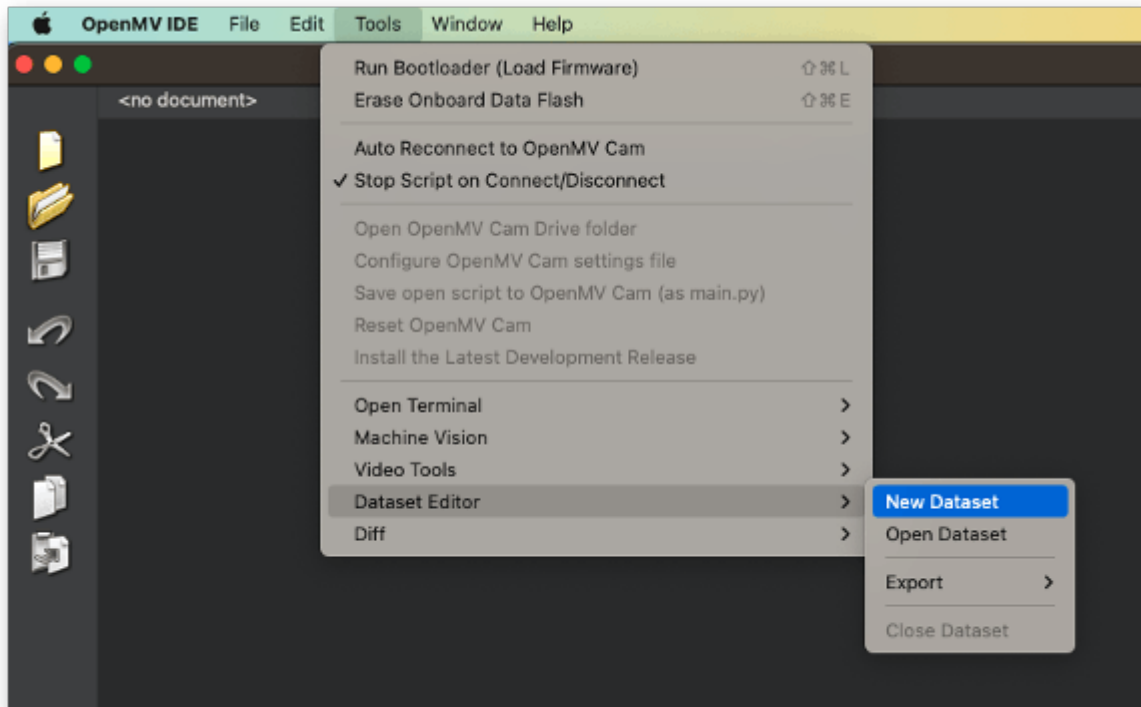 OpenMV IDE File Edit Tools Window Help
<no document>
Run Bootloader (Load Firmware) ⇧⌘L
Erase Onboard Data Flash ⇧⌘E
Auto Reconnect to OpenMV Cam
✓ Stop Script on Connect/Disconnect
Open OpenMV Cam Drive folder
Configure OpenMV Cam settings file
Save open script to OpenMV Cam (as main.py)
Reset OpenMV Cam
Install the Latest Development Release
Open Terminal
Machine Vision
Video Tools
Dataset Editor
Diff
New Dataset
Open Dataset
Export
Close Dataset